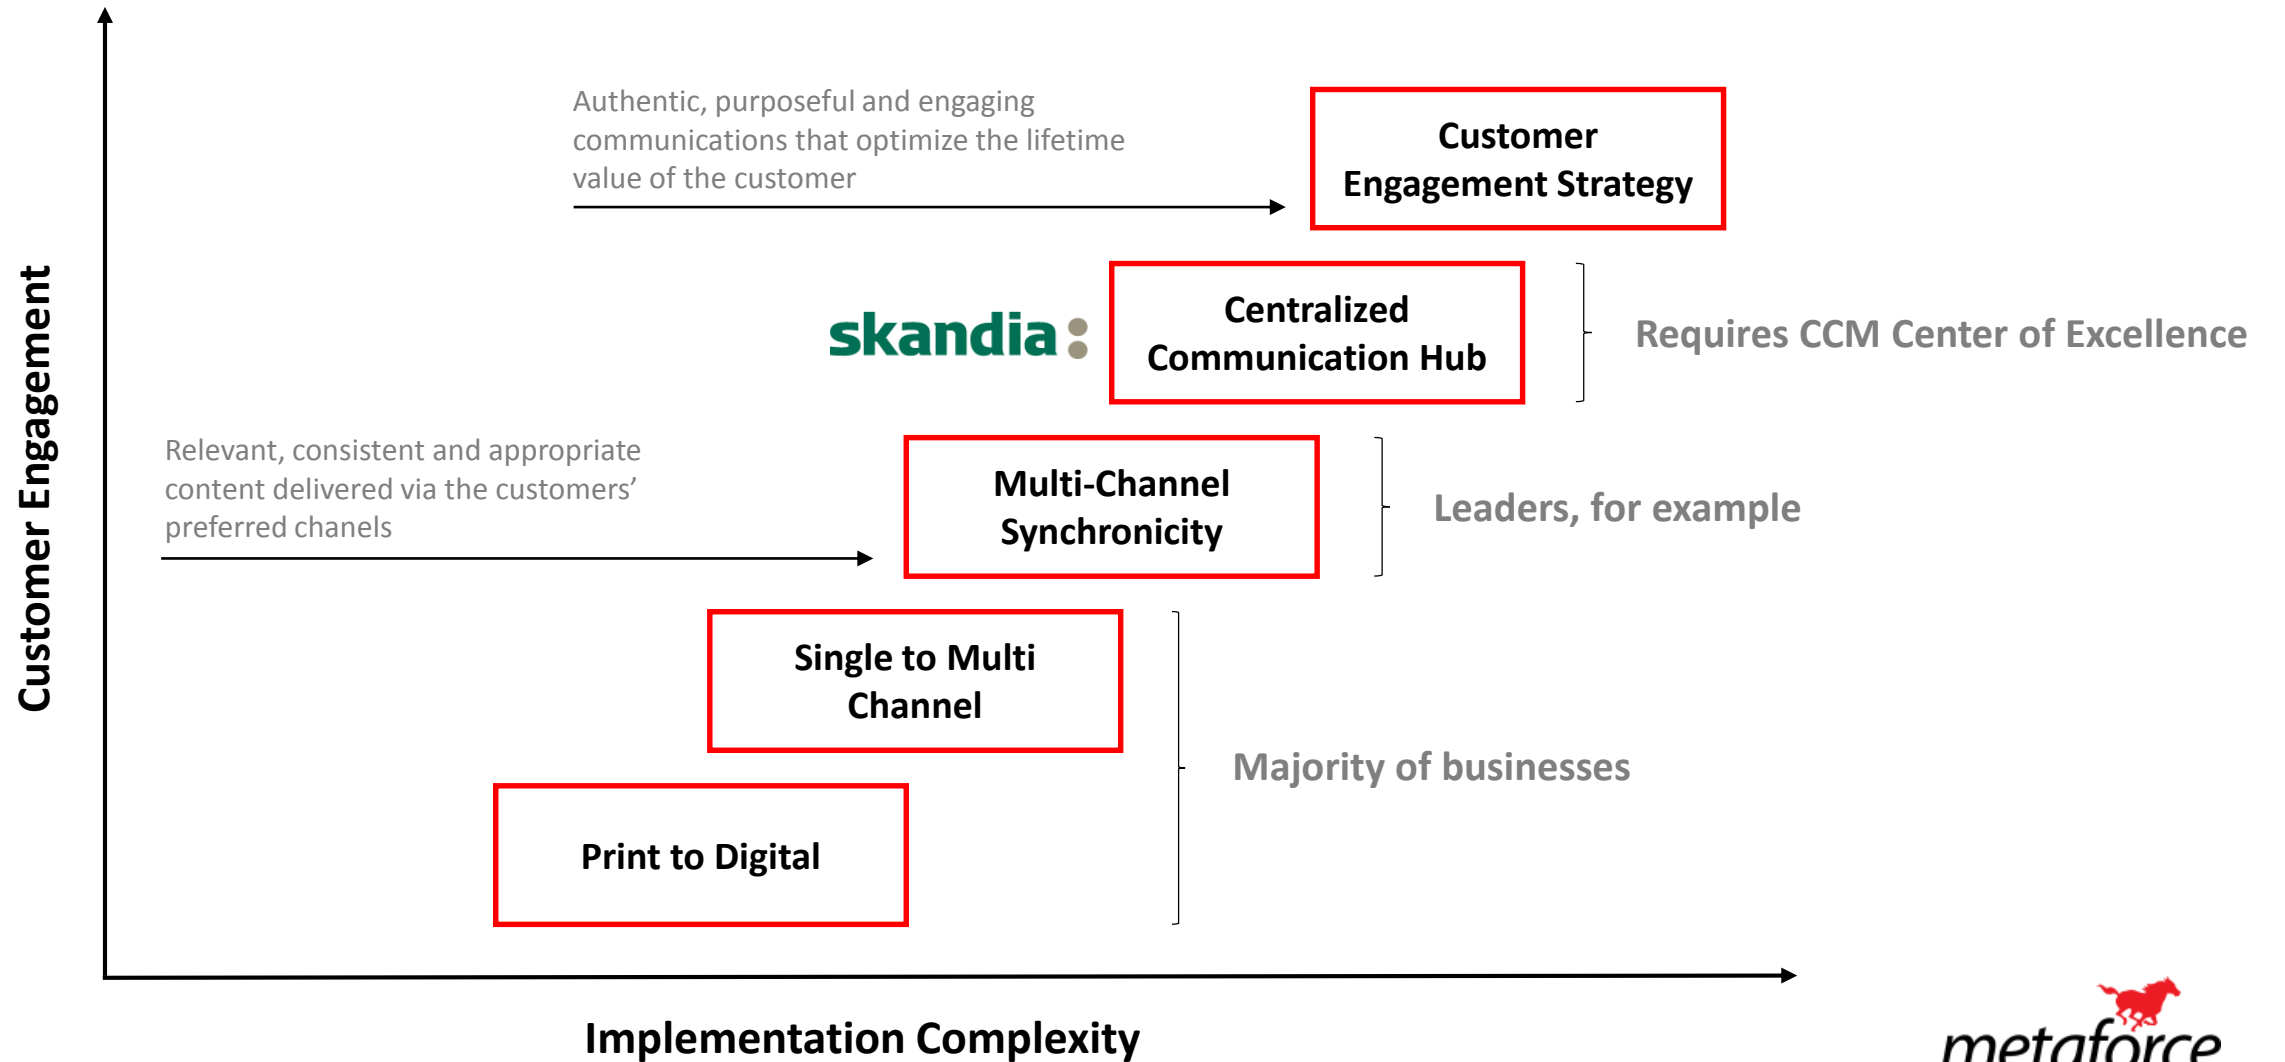 Authentic, purposeful and engaging
communications that optimize the lifetime
value of the customer
Customer
Engagement Strategy
skandia:
Centralized
Communication Hub
Requires CCM Center of Excellence
Customer Engagement
Relevant, consistent and appropriate
content delivered via the customers’
preferred chanels
Multi-Channel
Synchronicity
Leaders, for example
Single to Multi
Channel
Majority of businesses
Print to Digital
Implementation Complexity
metaforce